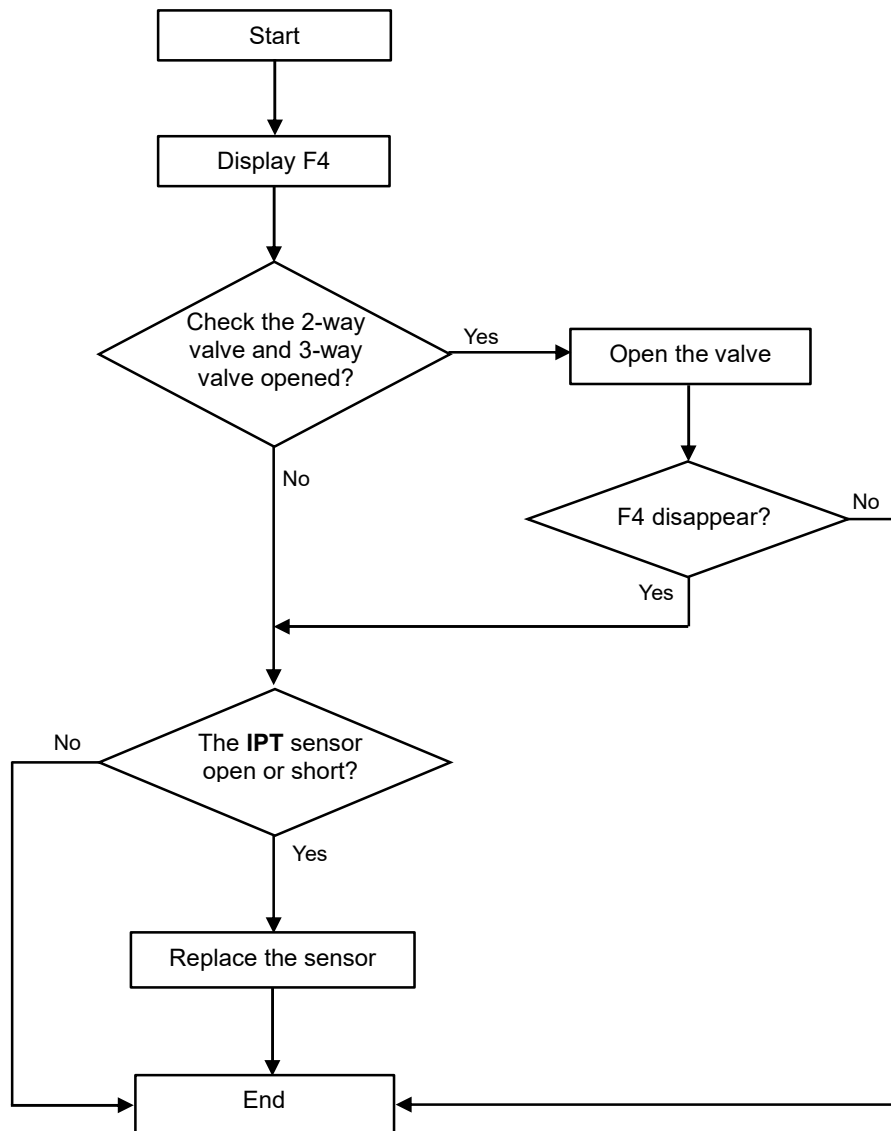 Start
Display F4
Check the 2-way
valve and 3-way
valve opened?
Yes
Open the valve
No
F4 disappear?
No
Yes
No
The IPT sensor
open or short?
Yes
Replace the sensor
End